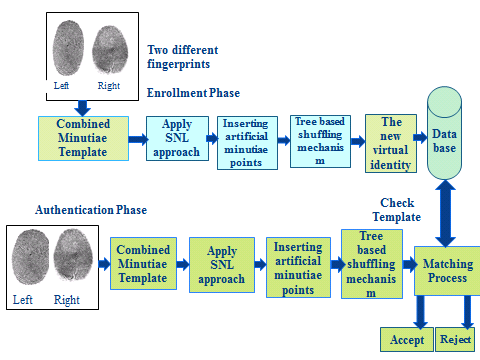 Two different
fingerprints
Left Right
Enrollment Phase
Combined
Minutiae
Template
Apply
SNL
approach
Inserting
artificial
minutiae
points
Tree based
shuffling
mechanis
m
The
new
virtual
identity
Data
base
Authentication Phase
Check
Template
Left Right
Combined
Minutiae
Template
Apply
SNL
approach
Inserting
artificial
minutiae
points
Tree
based
shuffling
mechanis
m
Matching
Process
Accept
Reject